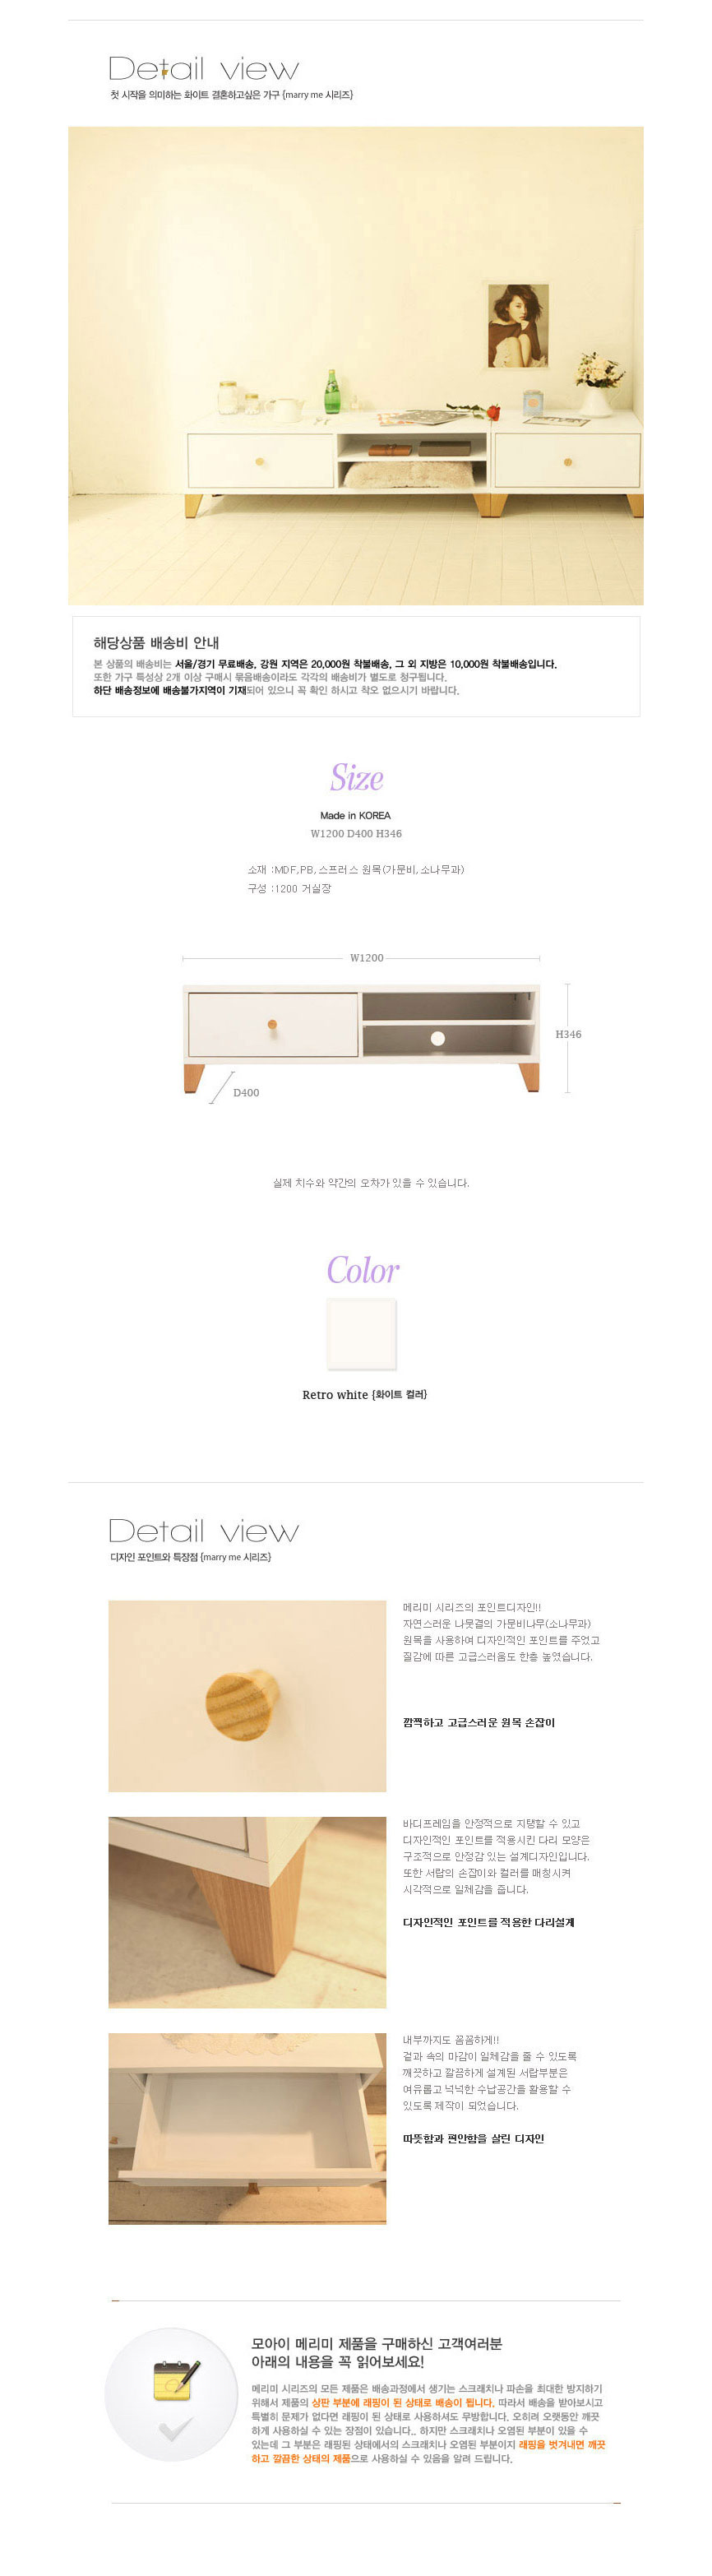 Detail view
첫 시작을 의미하는 화이트 결혼하고싶은 가구 {marry me 시리즈}
해당상품 배송비 안내
본 상품의 배송비는 서울/경기 무료배송, 강원 지역은 20,000원 착불배송, 그 외 지방은 10,000원 착불배송입니다.
또한 가구 특성상 2개 이상 구매시 묶음배송이라도 각각의 배송비가 별도로 청구됩니다.
하단 배송정보에 배송불가지역이 기재되어 있으니 꼭 확인 하시고 착오 없으시기 바랍니다.
Size
Made in KOREA
W1200 D400 H346
소재 :MDF,PB, 스프러스 원목(가문비, 소나무과)
구성 :1200 거실장
W1200
H346
D400
실제 치수와 약간의 오차가 있을 수 있습니다.
Color
Retro white {화이트 컬러}
Detail view
디자인 포인트와 특장점 {marry me 시리즈}
메리미 시리즈의 포인트디자인!!
자연스러운 나뭇결의 가문비나무(소나무과)
원목을 사용하여 디자인적인 포인트를 주었고
질감에 따른 고급스러움도 한층 높였습니다.
깜찍하고 고급스러운 원목 손잡이
바디프레임을 안정적으로 지탱할 수 있고
디자인적인 포인트를 적용시킨 다리 모양은
구조적으로 안정감 있는 설계디자인입니다.
또한 서랍의 손잡이와 컬러를 매칭시켜
시각적으로 일체감을 줍니다.
디자인적인 포인트를 적용한 다리설계
내부까지도 꼼꼼하게!!
겉과 속의 마감이 일체감을 줄 수 있도록
깨끗하고 깔끔하게 설계된 서랍부분은
여유롭고 넉넉한 수납공간을 활용할 수
있도록 제작이 되었습니다.
따뜻함과 편안함을 살린 디자인
모아이 메리미 제품을 구매하신 고객여러분
아래의 내용을 꼭 읽어보세요!
메리미 시리즈의 모든 제품은 배송과정에서 생기는 스크래치나 파손을 최대한 방지하기
위해서 제품의 상판 부분에 래핑이 된 상태로 배송이 됩니다. 따라서 배송을 받아보시고
특별히 문제가 없다면 래핑이 된 상태로 사용하셔도 무방합니다. 오히려 오랫동안 깨끗
하게 사용하실 수 있는 장점이 있습니다.. 하지만 스크래치나 오염된 부분이 있을 수
있는데 그 부분은 래핑된 상태에서의 스크래치나 오염된 부분이지 래핑을 벗겨내면 깨끗
하고 깔끔한 상태의 제품으로 사용하실 수 있음을 알려 드립니다.